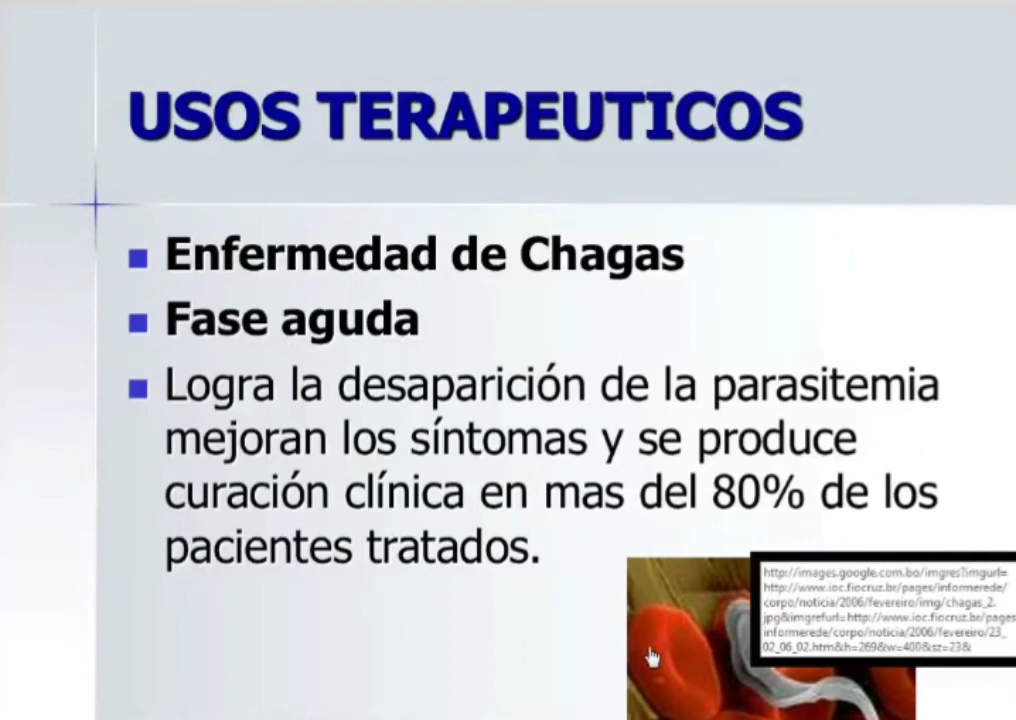 USOS TERAPEUTICOS
Enfermedad de Chagas
Fase aguda
Logra la desaparición de la parasitemia
mejoran los síntomas y se produce
curación clínica en mas del 80% de los
pacientes tratados.
http://images.google.com.bo/imgres?imgurl=
http://www.ioc.fiocruz.br/pages/informerede/
corpo/noticia/2006/fevereiro/img/chagas_2.
jpg&imgrefurl=http://www.ioc.fiocruz.br/pages
informerede/corpo/noticia/2006/fevereiro/23_
02_06_02.htm&h=269&w=400&sz=23&